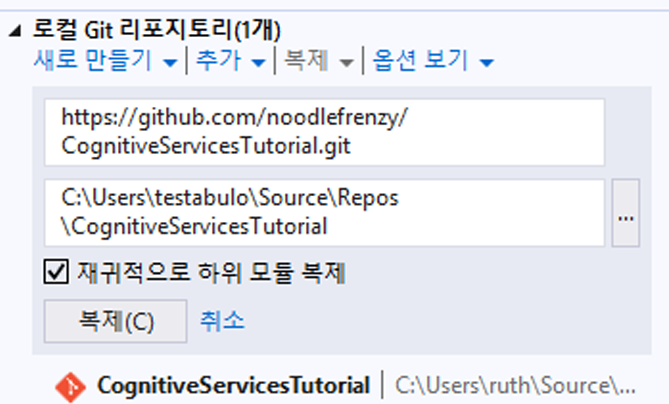 로컬 Git 리포지토리(1개)
새로 만들기 | 추가 | 복제 | 옵션 보기
https://github.com/noodlefrenzy/
CognitiveServicesTutorial.git
C:\Users\testabulo\Source\Repos
\CognitiveServicesTutorial
...
재귀적으로 하위 모듈 복제
복제(C) 취소
CognitiveServicesTutorial | C:\Users\ruth\Source\...